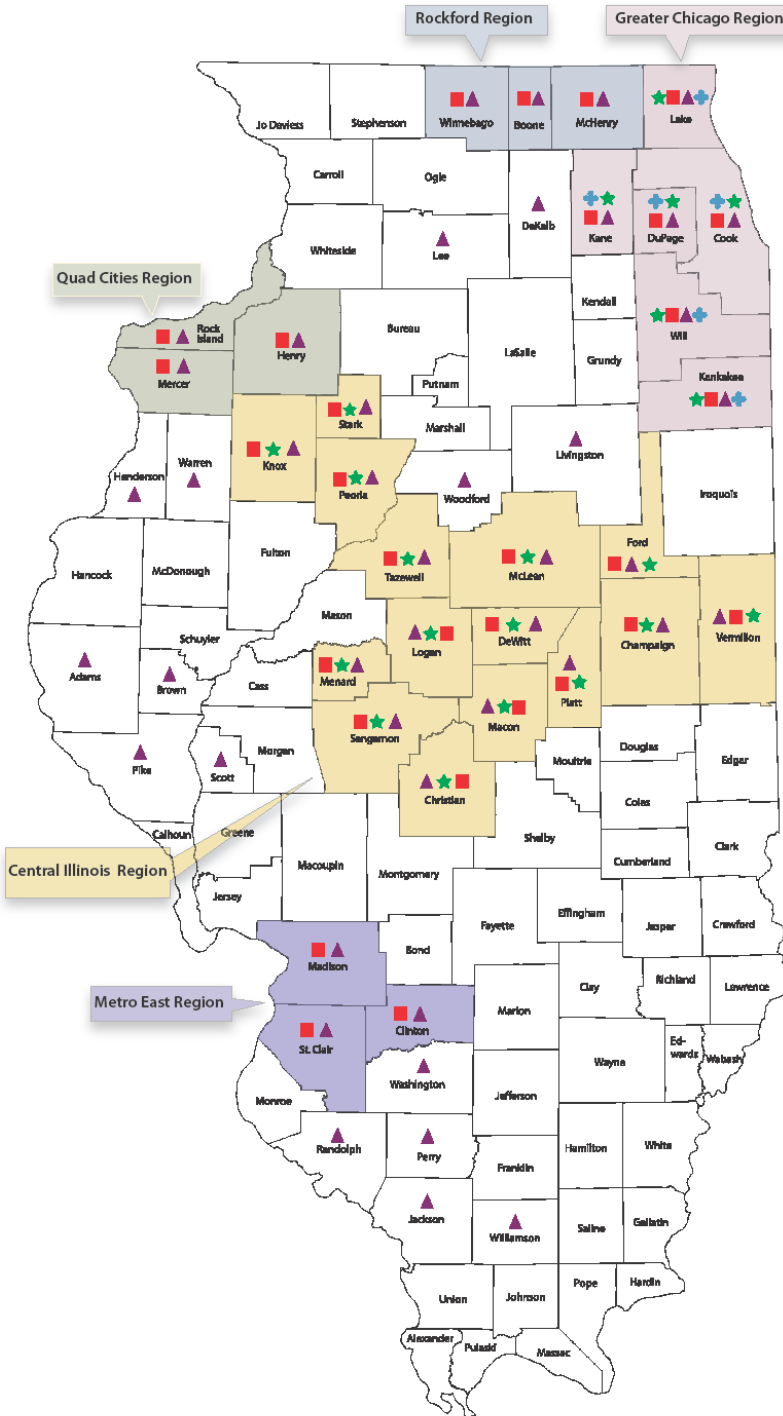 Rockford Region
Greater Chicago Region
Jo Daviess
Stephenson
Winnebago
Boone
McHenry
Lake
Carroll
Ogle
DeKalb
Kane
DuPage
Cook
Whiteside
Lee
Quad Cities Region
Kendall
Rock
Island
Henry
Bureau
LaSalle
Grundy
Will
Mercer
Putnam
Kankakee
Stark
Marshall
Knox
Peoria
Livingston
Henderson
Warren
Woodford
Iroquois
Fulton
Ford
Hancock
McDonough
Tazewell
McLean
Mason
Schuyler
Logan
DeWitt
Champaign
Vermilion
Adams
Brown
Cass
Menard
Piatt
Sangamon
Macon
Pike
Scott
Morgan
Moultrie
Douglas
Edgar
Christian
Coles
Calhoun
Greene
Shelby
Central Illinois Region
Macoupin
Montgomery
Cumberland
Clark
Jersey
Fayette
Effingham
Jasper
Crawford
Bond
Madison
Metro East Region
Clay
Richland
Lawrence
Marion
Clinton
St. Clair
Ed-
wards
Wabash
Wayne
Washington
Monroe
Jefferson
Randolph
Perry
Hamilton
White
Franklin
Jackson
Williamson
Saline
Gallatin
Union
Johnson
Pope
Hardin
Alexander
Pulaski
Massac